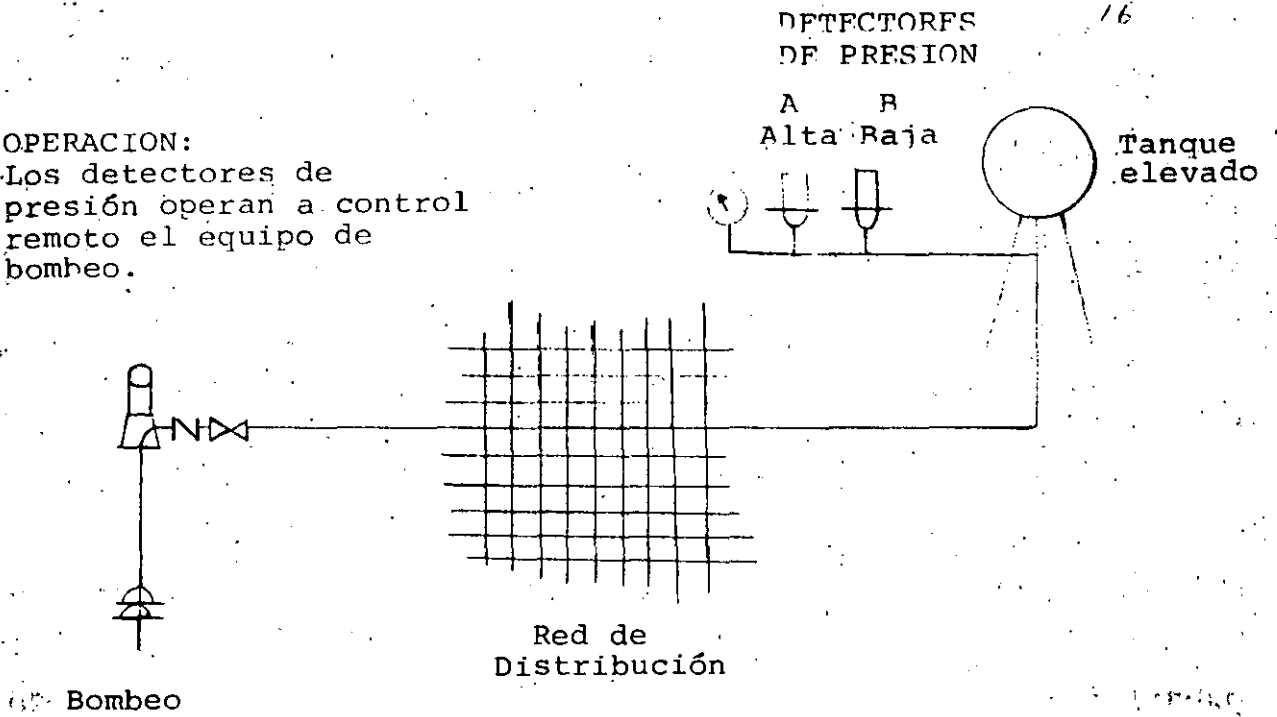 DETECTORES
DE PRESION
16
A B
Alta Baja
Tanque
elevado
OPERACION:
Los detectores de
presión operan a control
remoto el equipo de
bombeo.
Red de
Distribución
Bombeo